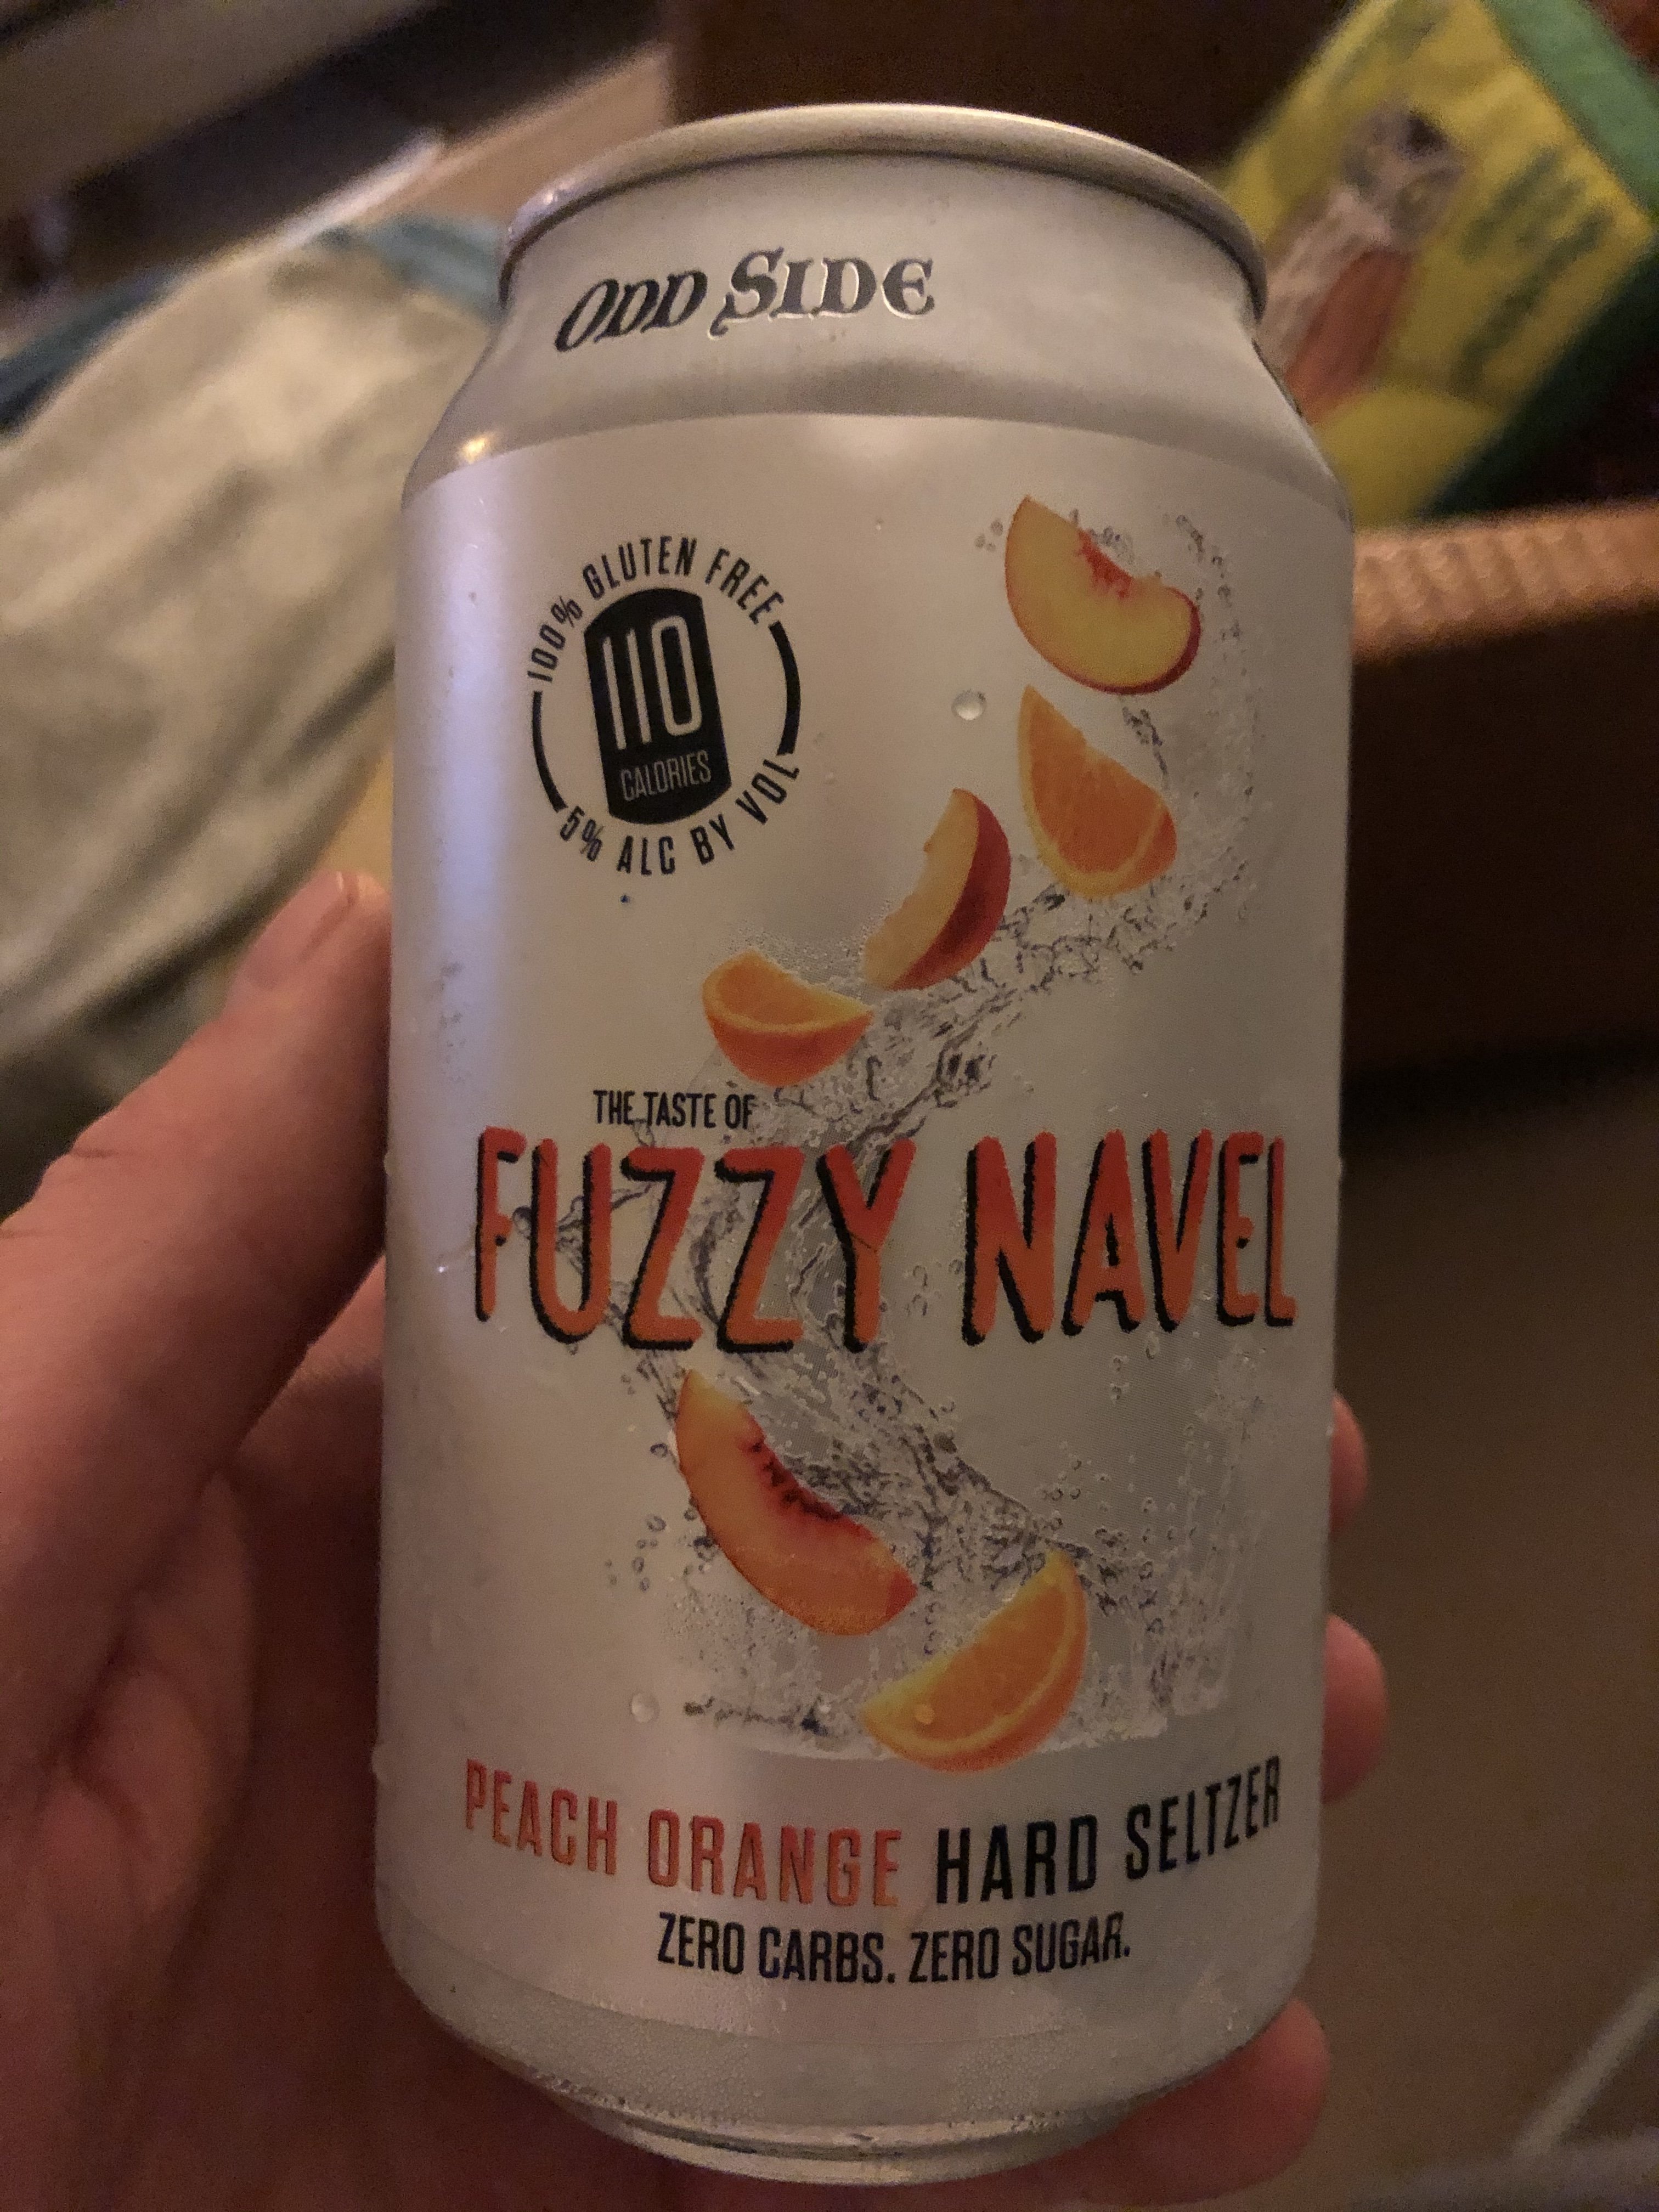 ODD SIDE
100% GLUTEN FREE
110
CALORIES
5% ALC BY VOL
THE TASTE OF
FUZZY NAVEL
PEACH ORANGE HARD SELTZER
ZERO CARBS. ZERO SUGAR.